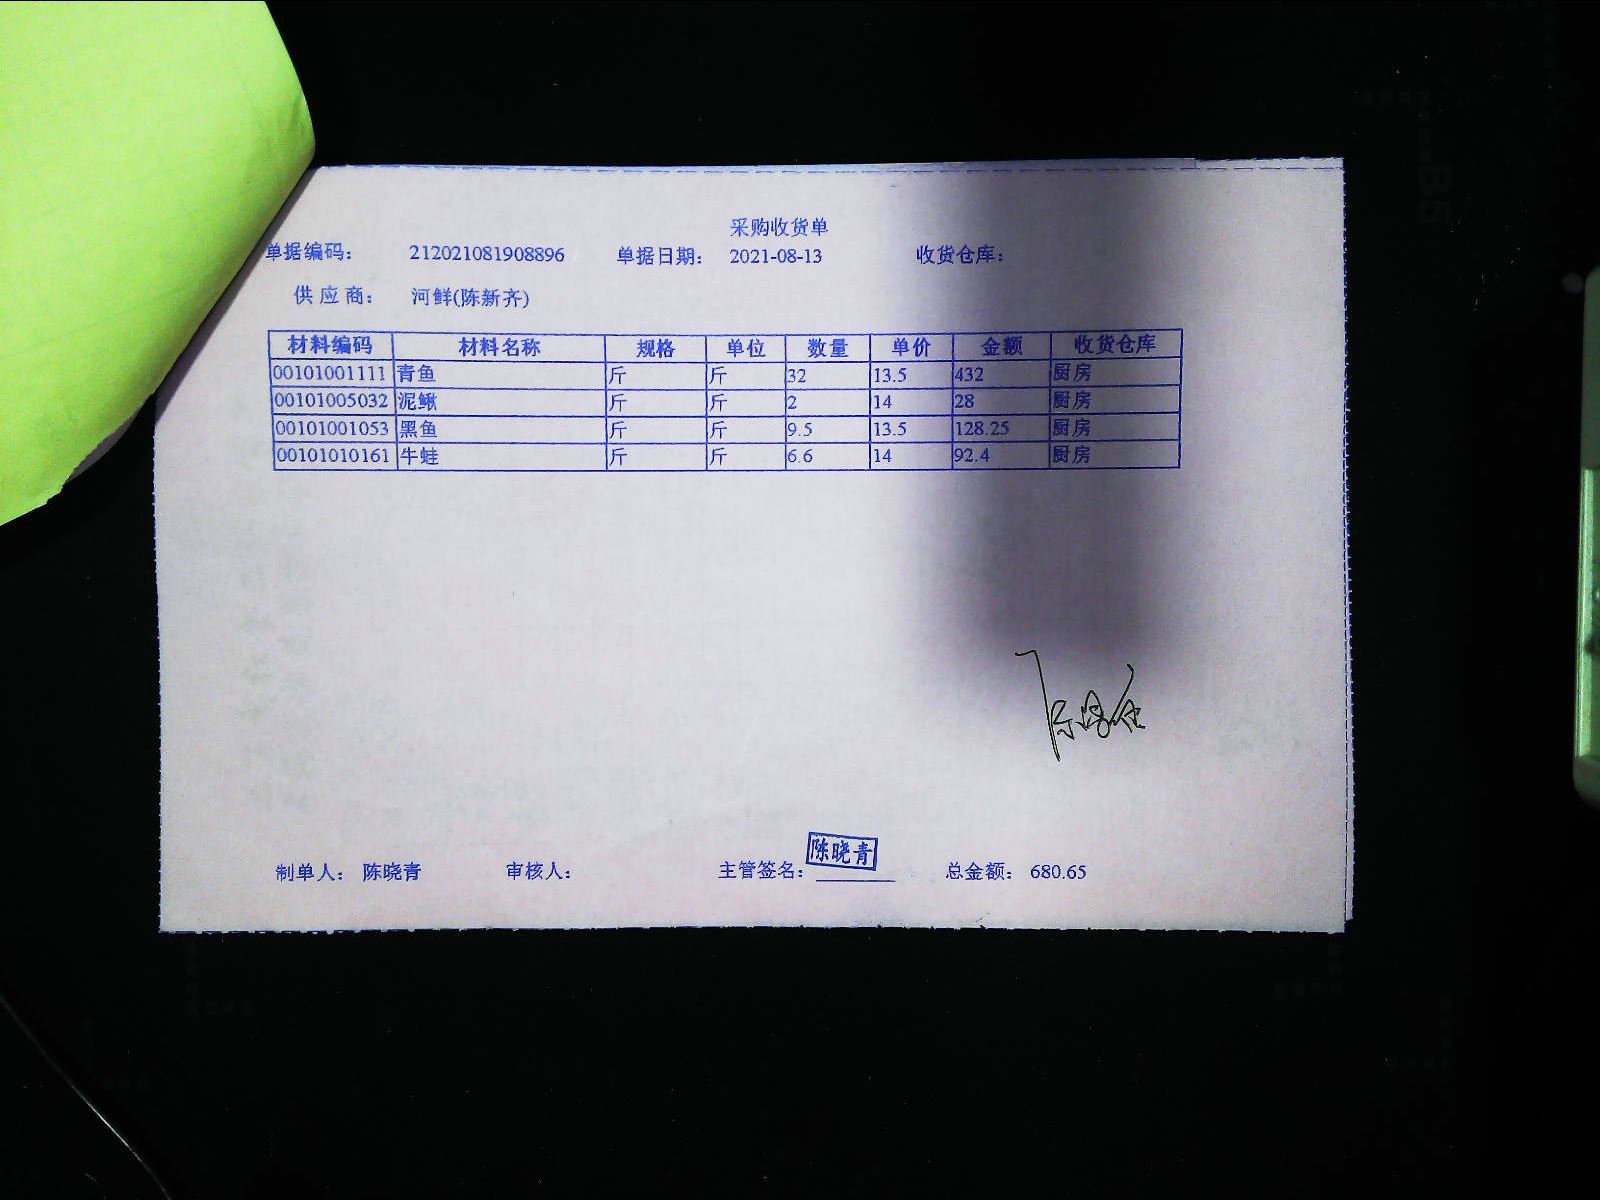 采购收货单
单据编码： 212021081908896 单据日期： 2021-08-13 收货仓库：
供应商： 河鲜(陈新齐)
材料编码 材料名称 规格 单位 数量 单价 金额 收货仓库
00101001111 青鱼 斤 斤 32 13.5 432 厨房
00101005032 泥鳅 斤 斤 2 14 28 厨房
00101001053 黑鱼 斤 斤 9.5 13.5 128.25 厨房
00101010161 牛蛙 斤 斤 6.6 14 92.4 厨房
陈晓青
制单人： 陈晓青 审核人： 主管签名： 总金额： 680.65